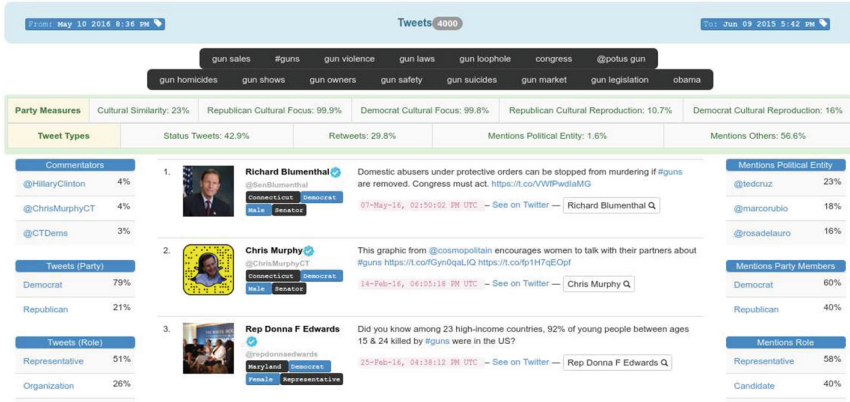 From: May 10 2016 8:36 PM
Tweets 4000
To: Jun 09 2015 5:42 PM
gun sales #guns gun violence gun laws gun loophole congress @potus gun
gun homicides gun shows gun owners gun safety gun suicides gun market gun legislation obama
Party Measures Cultural Similarity: 23% Republican Cultural Focus: 99.9% Democrat Cultural Focus: 99.8% Republican Cultural Reproduction: 10.7% Democrat Cultural Reproduction: 16%
Tweet Types Status Tweets: 42.9% Retweets: 29.8% Mentions Political Entity: 1.6% Mentions Others: 56.6%
Commentators
@HillaryClinton 4%
@ChrisMurphyCT 4%
@CTDems 3%
Tweets (Party)
Democrat 79%
Republican 21%
Tweets (Role)
Representative 51%
Organization 26%
1. Richard Blumenthal
@SenBlumenthal
Connecticut Democrat
Male Senator
Domestic abusers under protective orders can be stopped from murdering if #guns
are removed. Congress must act. https://t.co/VWfPwdlaMG
07-May-16, 02:50:02 PM UTC – See on Twitter — Richard Blumenthal
2. Chris Murphy
@ChrisMurphyCT
Connecticut Democrat
Male Senator
This graphic from @cosmopolitain encourages women to talk with their partners about
#guns https://t.co/fGyn0qaLIQ https://t.co/fp1H7qEOpf
14-Feb-16, 06:05:16 PM UTC – See on Twitter — Chris Murphy
3. Rep Donna F Edwards
@repdonnaedwards
Maryland Democrat
Female Representative
Did you know among 23 high-income countries, 92% of young people between ages
15 & 24 killed by #guns were in the US?
25-Feb-16, 04:38:12 PM UTC – See on Twitter — Rep Donna F Edwards
Mentions Political Entity
@tedcruz 23%
@marcorubio 18%
@rosadelauro 16%
Mentions Party Members
Democrat 60%
Republican 40%
Mentions Role
Representative 58%
Candidate 40%